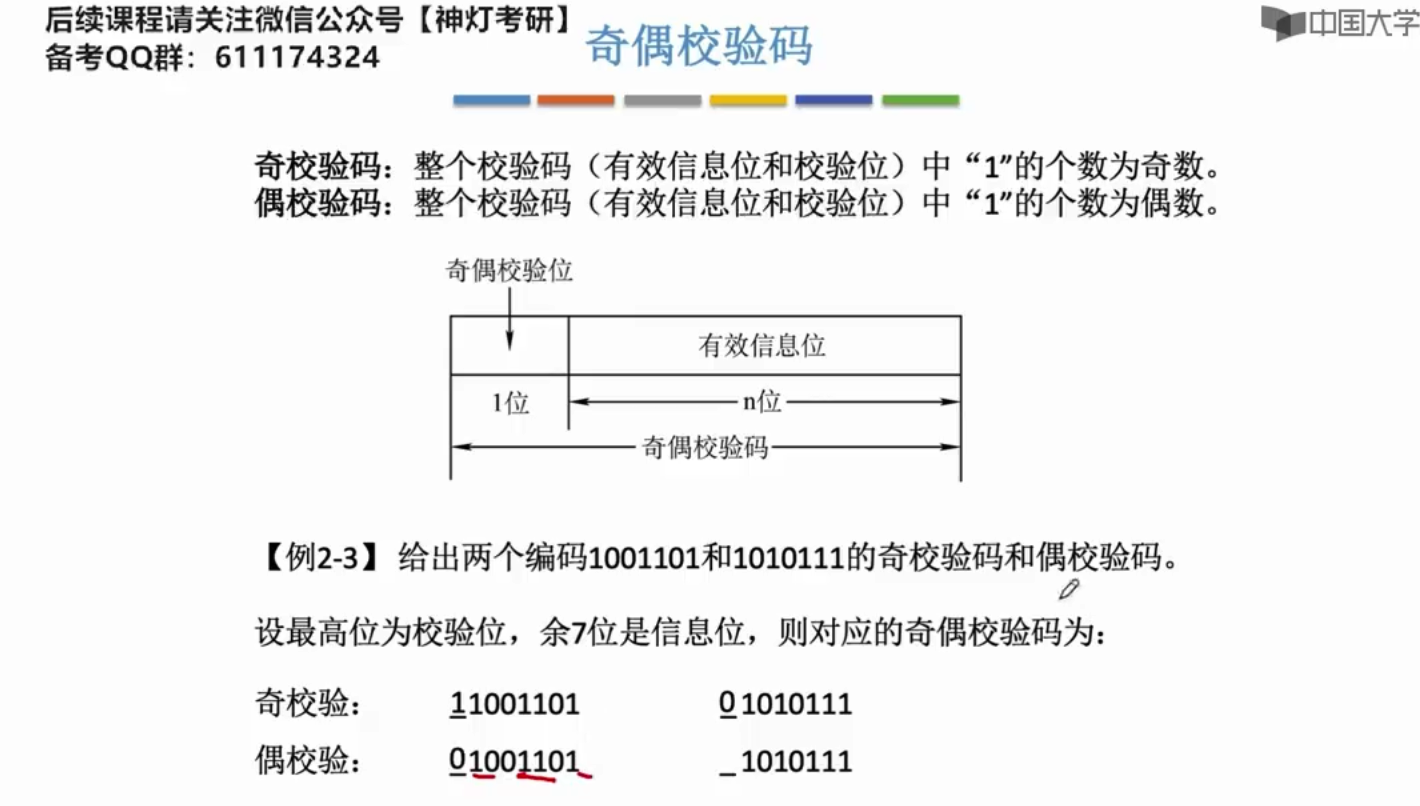 后续课程请关注微信公众号【神灯考研】
备考QQ群：611174324
奇偶校验码
中国大学
奇校验码：整个校验码（有效信息位和校验位）中“1”的个数为奇数。
偶校验码：整个校验码（有效信息位和校验位）中“1”的个数为偶数。
奇偶校验位
有效信息位
1位 n位
奇偶校验码
【例2-3】 给出两个编码1001101和1010111的奇校验码和偶校验码。
设最高位为校验位，余7位是信息位，则对应的奇偶校验码为：
奇校验： 11001101 01010111
偶校验： 01001101 _1010111